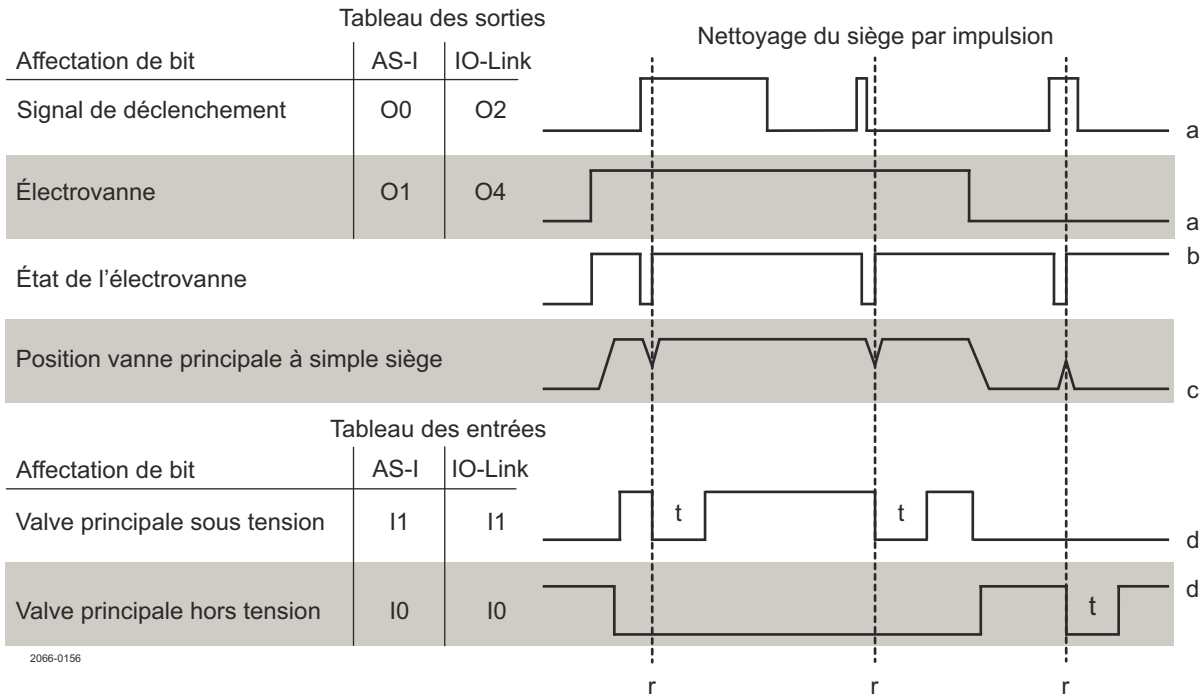 Tableau des sorties
Nettoyage du siège par impulsion
Affectation de bit AS-I IO-Link
Signal de déclenchement O0 O2
a
Électrovanne O1 O4
a
b
État de l'électrovanne
Position vanne principale à simple siège
c
Tableau des entrées
Affectation de bit AS-I IO-Link
Valve principale sous tension I1 I1 t t
d
d
Valve principale hors tension I0 I0 t
2066-0156
r r r